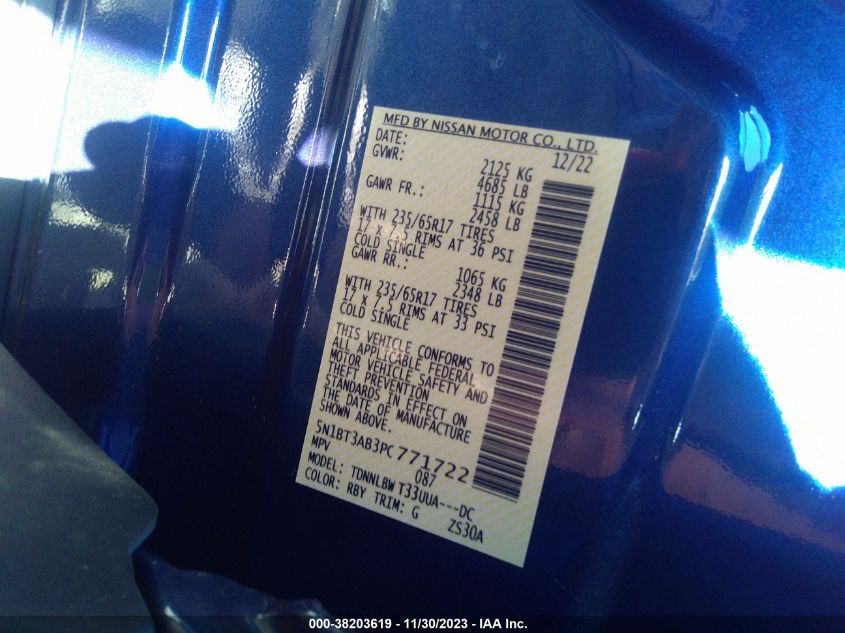 MFD BY NISSAN MOTOR CO., LTD.
DATE: 12/22
GVWR: 2125 KG
4685 LB
GAWR FR.: 1115 KG
2458 LB
WITH 235/65R17 TIRES
17 x 7.5 RIMS AT 36 PSI
COLD SINGLE
GAWR RR.: 1065 KG
2348 LB
WITH 235/65R17 TIRES
17 x 7.5 RIMS AT 33 PSI
COLD SINGLE
THIS VEHICLE CONFORMS TO
ALL APPLICABLE FEDERAL
MOTOR VEHICLE SAFETY AND
THEFT PREVENTION
STANDARDS IN EFFECT ON
THE DATE OF MANUFACTURE
SHOWN ABOVE.
5N1BT3AB3PC771722
MPV 087
MODEL: TDNNLBW T33UUA---DC
COLOR: RBY TRIM: G ZS30A
000-38203619 - 11/30/2023 - IAA Inc.